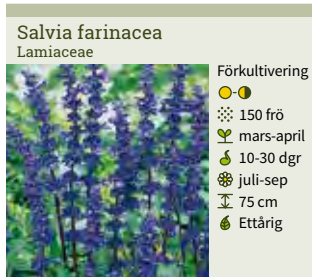 Salvia farinacea
Lamiaceae
Förkultivering
-
150 frö
mars-april
10-30 dgr
juli-sep
75 cm
Ettårig